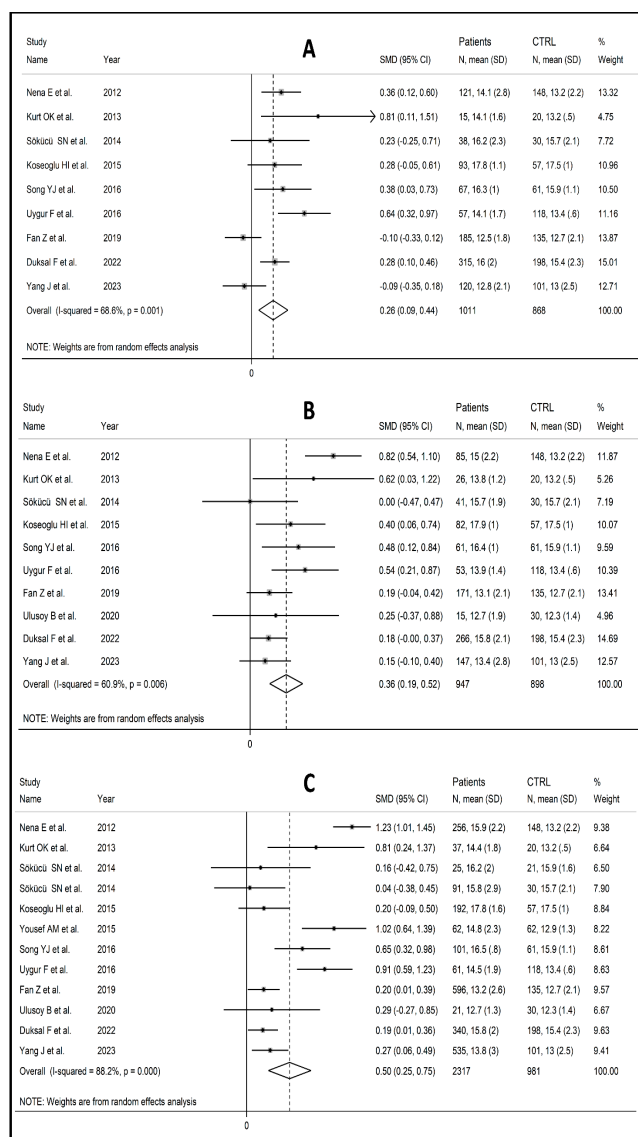 A
Study Patients CTRL %
Name Year SMD (95% CI) N, mean (SD) N, mean (SD) Weight
Nena E et al. 2012 0.36 (0.12, 0.60) 121, 14.1 (2.8) 148, 13.2 (2.2) 13.32
Kurt OK et al. 2013 0.81 (0.11, 1.51) 15, 14.1 (1.6) 20, 13.2 (.5) 4.75
Sökücü SN et al. 2014 0.23 (-0.25, 0.71) 38, 16.2 (2.3) 30, 15.7 (2.1) 7.72
Koseoglu HI et al. 2015 0.28 (-0.05, 0.61) 93, 17.8 (1.1) 57, 17.5 (1) 10.96
Song YJ et al. 2016 0.38 (0.03, 0.73) 67, 16.3 (1) 61, 15.9 (1.1) 10.50
Uygur F et al. 2016 0.64 (0.32, 0.97) 57, 14.1 (1.7) 118, 13.4 (.6) 11.16
Fan Z et al. 2019 -0.10 (-0.33, 0.12) 185, 12.5 (1.8) 135, 12.7 (2.1) 13.87
Duksal F et al. 2022 0.28 (0.10, 0.46) 315, 16 (2) 198, 15.4 (2.3) 15.01
Yang J et al. 2023 -0.09 (-0.35, 0.18) 120, 12.8 (2.1) 101, 13 (2.5) 12.71
Overall (I-squared = 68.6%, p = 0.001) 0.26 (0.09, 0.44) 1011 868 100.00
NOTE: Weights are from random effects analysis
0
B
Study Patients CTRL %
Name Year SMD (95% CI) N, mean (SD) N, mean (SD) Weight
Nena E et al. 2012 0.82 (0.54, 1.10) 85, 15 (2.2) 148, 13.2 (2.2) 11.87
Kurt OK et al. 2013 0.62 (0.03, 1.22) 26, 13.8 (1.2) 20, 13.2 (.5) 5.26
Sökücü SN et al. 2014 0.00 (-0.47, 0.47) 41, 15.7 (1.9) 30, 15.7 (2.1) 7.19
Koseoglu HI et al. 2015 0.40 (0.06, 0.74) 82, 17.9 (1) 57, 17.5 (1) 10.07
Song YJ et al. 2016 0.48 (0.12, 0.84) 61, 16.4 (1) 61, 15.9 (1.1) 9.59
Uygur F et al. 2016 0.54 (0.21, 0.87) 53, 13.9 (1.4) 118, 13.4 (.6) 10.39
Fan Z et al. 2019 0.19 (-0.04, 0.42) 171, 13.1 (2.1) 135, 12.7 (2.1) 13.41
Ulusoy B et al. 2020 0.25 (-0.37, 0.88) 15, 12.7 (1.9) 30, 12.3 (1.4) 4.96
Duksal F et al. 2022 0.18 (-0.00, 0.37) 266, 15.8 (2.1) 198, 15.4 (2.3) 14.69
Yang J et al. 2023 0.15 (-0.10, 0.40) 147, 13.4 (2.8) 101, 13 (2.5) 12.57
Overall (I-squared = 60.9%, p = 0.006) 0.36 (0.19, 0.52) 947 898 100.00
NOTE: Weights are from random effects analysis
0
C
Study Patients CTRL %
Name Year SMD (95% CI) N, mean (SD) N, mean (SD) Weight
Nena E et al. 2012 1.23 (1.01, 1.45) 256, 15.9 (2.2) 148, 13.2 (2.2) 9.38
Kurt OK et al. 2013 0.81 (0.24, 1.37) 37, 14.4 (1.8) 20, 13.2 (.5) 6.64
Sökücü SN et al. 2014 0.16 (-0.42, 0.75) 25, 16.2 (2) 21, 15.9 (1.6) 6.50
Sökücü SN et al. 2014 0.04 (-0.38, 0.45) 91, 15.8 (2.9) 30, 15.7 (2.1) 7.90
Koseoglu HI et al. 2015 0.20 (-0.09, 0.50) 192, 17.8 (1.6) 57, 17.5 (1) 8.84
Yousef AM et al. 2015 1.02 (0.64, 1.39) 62, 14.8 (2.3) 62, 12.9 (1.3) 8.22
Song YJ et al. 2016 0.65 (0.32, 0.98) 101, 16.5 (.8) 61, 15.9 (1.1) 8.61
Uygur F et al. 2016 0.91 (0.59, 1.23) 61, 14.5 (1.9) 118, 13.4 (.6) 8.63
Fan Z et al. 2019 0.20 (0.01, 0.39) 596, 13.2 (2.6) 135, 12.7 (2.1) 9.57
Ulusoy B et al. 2020 0.29 (-0.27, 0.85) 21, 12.7 (1.3) 30, 12.3 (1.4) 6.67
Duksal F et al. 2022 0.19 (0.01, 0.36) 340, 15.8 (2) 198, 15.4 (2.3) 9.63
Yang J et al. 2023 0.27 (0.06, 0.49) 535, 13.8 (3) 101, 13 (2.5) 9.41
Overall (I-squared = 88.2%, p = 0.000) 0.50 (0.25, 0.75) 2317 981 100.00
NOTE: Weights are from random effects analysis
0